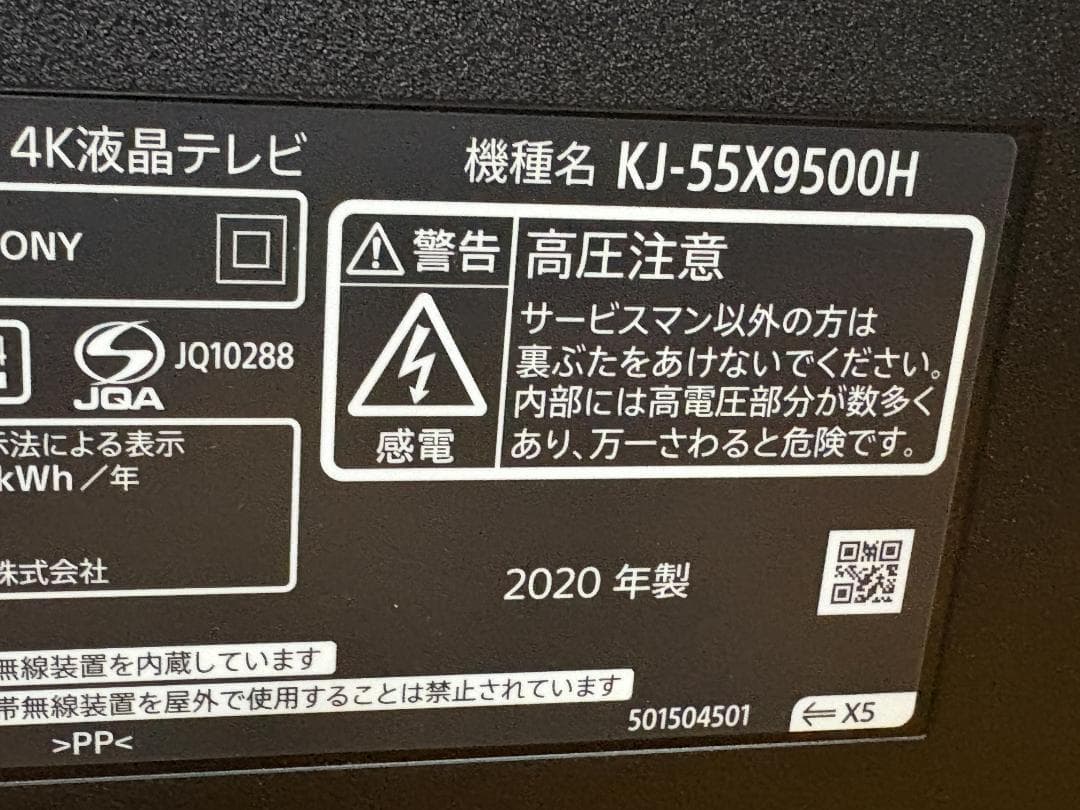 4K液晶テレビ
機種名 KJ-55X9500H
ONY
警告
高圧注意
サービスマン以外の方は
裏ぶたをあけないでください。
内部には高電圧部分が数多く
あり、万一さわると危険です。
感電
JQ10288
JQA
示法による表示
kWh／年
株式会社
2020 年製
無線装置を内蔵しています
帯無線装置を屋外で使用することは禁止されています
501504501
⇐ X5
>PP<